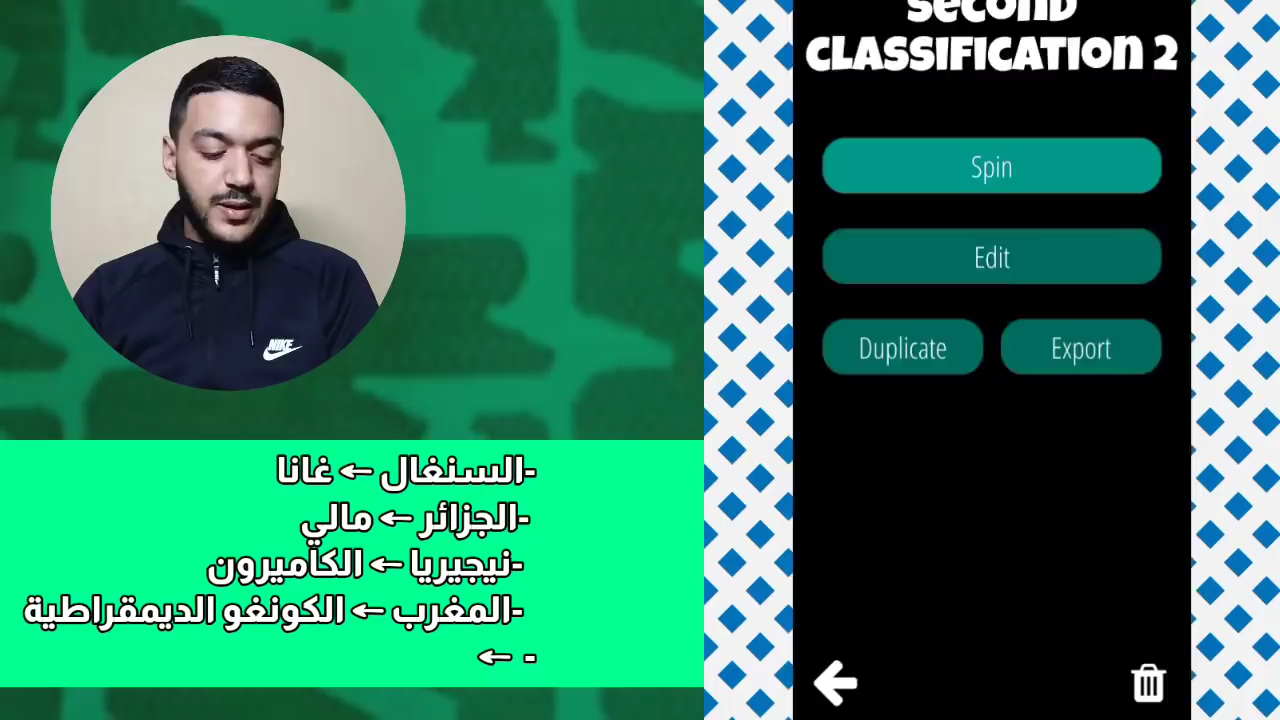 NIKE
-السنغال ← غانا
-الجزائر ← مالي
-نيجيريا ← الكاميرون
-المغرب ← الكونغو الديمقراطية
- ←
Second
Classification 2
Spin
Edit
Duplicate
Export